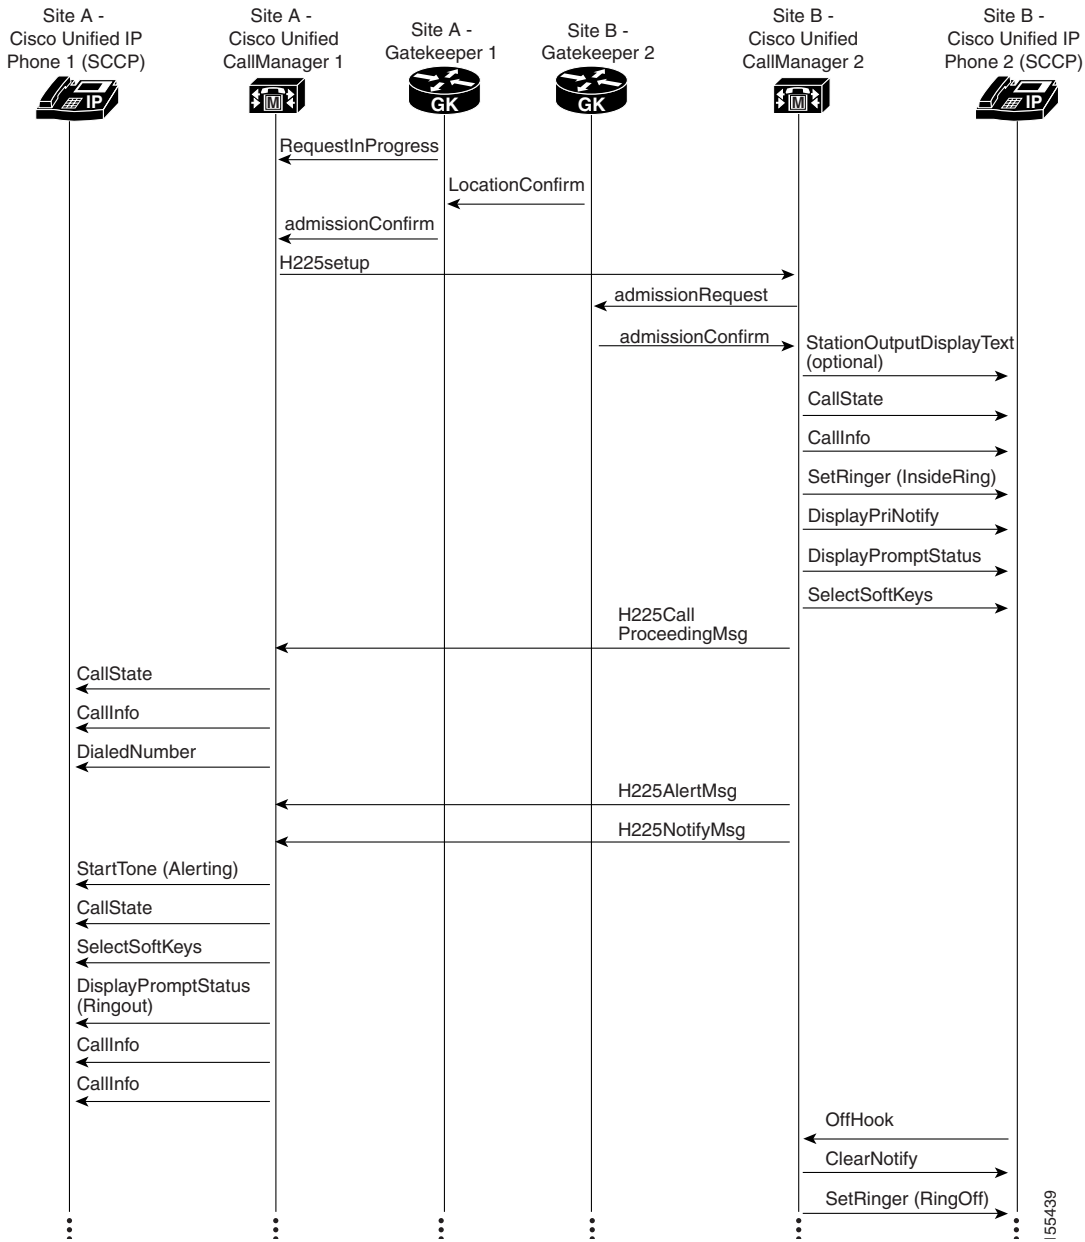 Site A -
Cisco Unified IP
Phone 1 (SCCP)
Site A -
Cisco Unified
CallManager 1
Site A -
Gatekeeper 1
Site B -
Gatekeeper 2
Site B -
Cisco Unified
CallManager 2
Site B -
Cisco Unified IP
Phone 2 (SCCP)
IP
M
GK
GK
M
IP
RequestInProgress
LocationConfirm
admissionConfirm
H225setup
admissionRequest
admissionConfirm
StationOutputDisplayText
(optional)
CallState
CallInfo
SetRinger (InsideRing)
DisplayPriNotify
DisplayPromptStatus
SelectSoftKeys
H225Call
ProceedingMsg
CallState
CallInfo
DialedNumber
H225AlertMsg
H225NotifyMsg
StartTone (Alerting)
CallState
SelectSoftKeys
DisplayPromptStatus
(Ringout)
CallInfo
CallInfo
OffHook
ClearNotify
SetRinger (RingOff)
155439